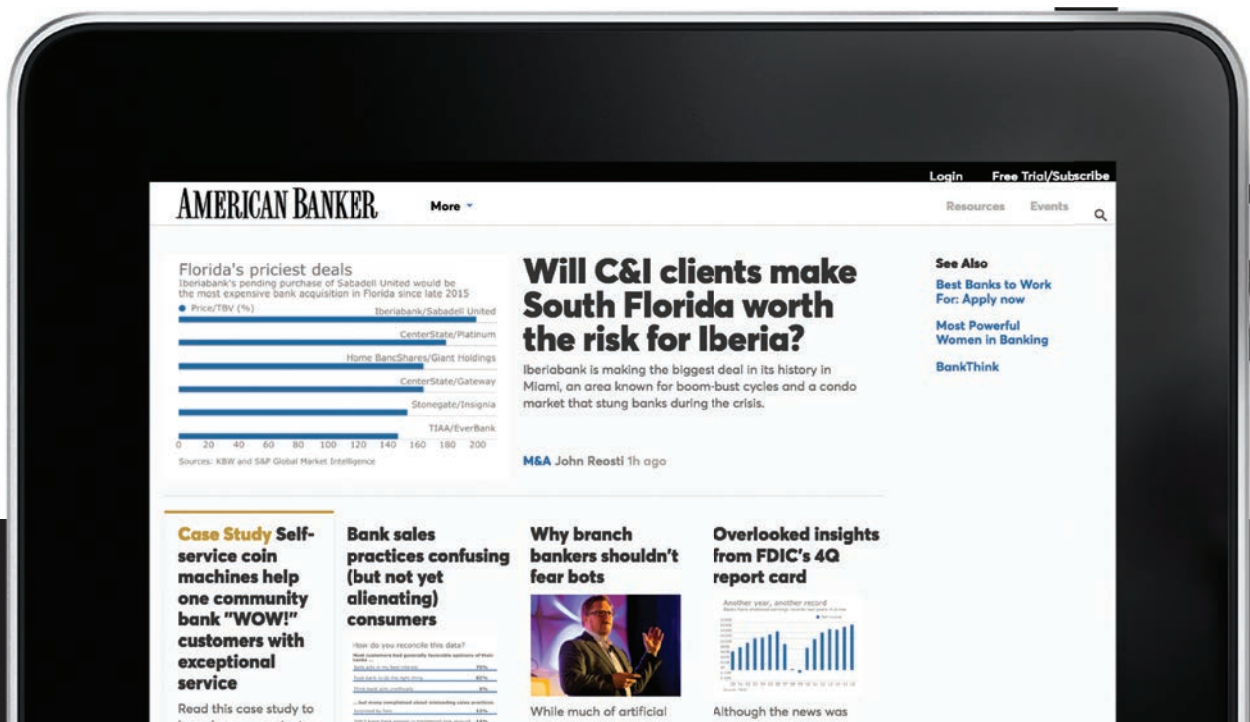 Login Free Trial/Subscribe
AMERICAN BANKER
More
Resources Events
Florida's priciest deals
Iberiabank's pending purchase of Sabadell United would be
the most expensive bank acquisition in Florida since late 2015
Price/TBV (%)
Iberiabank/Sabadell United
CenterState/Platinum
Home BancShares/Giant Holdings
CenterState/Gateway
Stonegate/Insignia
TIAA/EverBank
0 20 40 60 80 100 120 140 160 180 200
Sources: KBW and S&P Global Market Intelligence
Will C&I clients make
South Florida worth
the risk for Iberia?
Iberiabank is making the biggest deal in its history in
Miami, an area known for boom-bust cycles and a condo
market that stung banks during the crisis.
M&A John Reosti 1h ago
See Also
Best Banks to Work
For: Apply now
Most Powerful
Women in Banking
BankThink
Case Study Self-
service coin
machines help
one community
bank "WOW!"
customers with
exceptional
service
Read this case study to
Bank sales
practices confusing
(but not yet
alienating)
consumers
How do you reconcile this data?
Most customers had generally favorable opinions of their
banks ...
Why branch
bankers shouldn't
fear bots
While much of artificial
Overlooked insights
from FDIC's 4Q
report card
Another year, another record
Although the news was